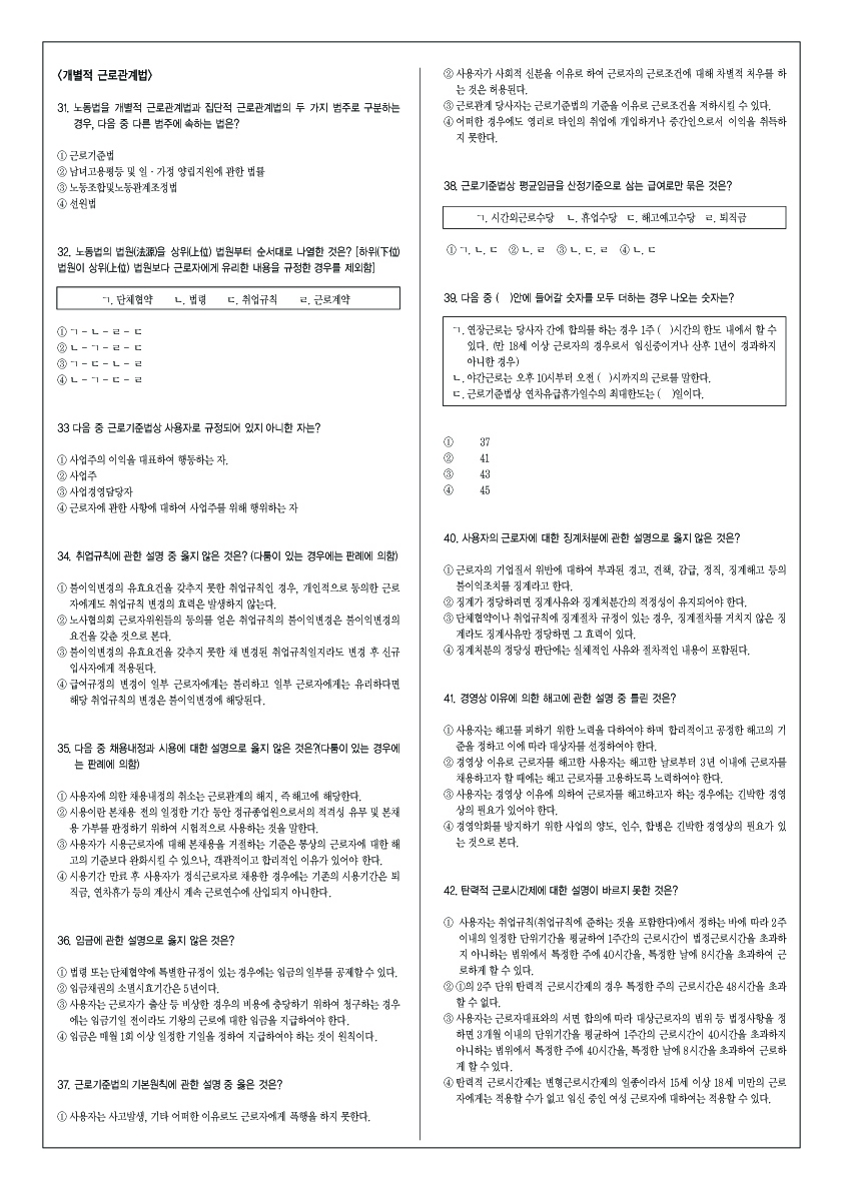 〈개별적 근로관계법〉
31. 노동법을 개별적 근로관계법과 집단적 근로관계법의 두 가지 범주로 구분하는
경우, 다음 중 다른 범주에 속하는 법은?
① 근로기준법
② 남녀고용평등 및 일ㆍ가정 양립지원에 관한 법률
③ 노동조합및노동관계조정법
④ 선원법
32. 노동법의 법원(法源)을 상위(上位) 법원부터 순서대로 나열한 것은? [하위(下位)
법원이 상위(上位) 법원보다 근로자에게 유리한 내용을 규정한 경우를 제외함]
ㄱ. 단체협약 ㄴ. 법령 ㄷ. 취업규칙 ㄹ. 근로계약
① ㄱ - ㄴ - ㄹ - ㄷ
② ㄴ - ㄱ - ㄹ - ㄷ
③ ㄱ - ㄷ - ㄴ - ㄹ
④ ㄴ - ㄱ - ㄷ - ㄹ
33 다음 중 근로기준법상 사용자로 규정되어 있지 아니한 자는?
① 사업주의 이익을 대표하여 행동하는 자.
② 사업주
③ 사업경영담당자
④ 근로자에 관한 사항에 대하여 사업주를 위해 행위하는 자
34. 취업규칙에 관한 설명 중 옳지 않은 것은? (다툼이 있는 경우에는 판례에 의함)
① 불이익변경의 유효요건을 갖추지 못한 취업규칙인 경우, 개인적으로 동의한 근로
자에게도 취업규칙 변경의 효력은 발생하지 않는다.
② 노사협의회 근로자위원들의 동의를 얻은 취업규칙의 불이익변경은 불이익변경의
요건을 갖춘 것으로 본다.
③ 불이익변경의 유효요건을 갖추지 못한 채 변경된 취업규칙일지라도 변경 후 신규
입사자에게 적용된다.
④ 급여규정의 변경이 일부 근로자에게는 불리하고 일부 근로자에게는 유리하다면
해당 취업규칙의 변경은 불이익변경에 해당된다.
35. 다음 중 채용내정과 시용에 대한 설명으로 옳지 않은 것은?(다툼이 있는 경우에
는 판례에 의함)
① 사용자에 의한 채용내정의 취소는 근로관계의 해지, 즉 해고에 해당한다.
② 시용이란 본채용 전의 일정한 기간 동안 정규종업원으로서의 적격성 유무 및 본채
용 가부를 판정하기 위하여 시험적으로 사용하는 것을 말한다.
③ 사용자가 시용근로자에 대해 본채용을 거절하는 기준은 통상의 근로자에 대한 해
고의 기준보다 완화시킬 수 있으나, 객관적이고 합리적인 이유가 있어야 한다.
④ 시용기간 만료 후 사용자가 정식근로자로 채용한 경우에는 기존의 시용기간은 퇴
직금, 연차휴가 등의 계산시 계속 근로연수에 산입되지 아니한다.
36. 임금에 관한 설명으로 옳지 않은 것은?
① 법령 또는 단체협약에 특별한 규정이 있는 경우에는 임금의 일부를 공제할 수 있다.
② 임금채권의 소멸시효기간은 5년이다.
③ 사용자는 근로자가 출산 등 비상한 경우의 비용에 충당하기 위하여 청구하는 경우
에는 임금기일 전이라도 기왕의 근로에 대한 임금을 지급하여야 한다.
④ 임금은 매월 1회 이상 일정한 기일을 정하여 지급하여야 하는 것이 원칙이다.
37. 근로기준법의 기본원칙에 관한 설명 중 옳은 것은?
① 사용자는 사고발생, 기타 어떠한 이유로도 근로자에게 폭행을 하지 못한다.
② 사용자가 사회적 신분을 이유로 하여 근로자의 근로조건에 대해 차별적 처우를 하
는 것은 허용된다.
③ 근로관계 당사자는 근로기준법의 기준을 이유로 근로조건을 저하시킬 수 있다.
④ 어떠한 경우에도 영리로 타인의 취업에 개입하거나 중간인으로서 이익을 취득하
지 못한다.
38. 근로기준법상 평균임금을 산정기준으로 삼는 급여로만 묶은 것은?
ㄱ. 시간외근로수당 ㄴ. 휴업수당 ㄷ. 해고예고수당 ㄹ. 퇴직금
① ㄱ, ㄴ, ㄷ ② ㄴ, ㄹ ③ ㄴ, ㄷ, ㄹ ④ ㄴ, ㄷ
39. 다음 중 ( )안에 들어갈 숫자를 모두 더하는 경우 나오는 숫자는?
ㄱ. 연장근로는 당사자 간에 합의를 하는 경우 1주 ( )시간의 한도 내에서 할 수
있다. (만 18세 이상 근로자의 경우로서 임신중이거나 산후 1년이 경과하지
아니한 경우)
ㄴ. 야간근로는 오후 10시부터 오전 ( )시까지의 근로를 말한다.
ㄷ. 근로기준법상 연차유급휴가일수의 최대한도는 ( )일이다.
① 37
② 41
③ 43
④ 45
40. 사용자의 근로자에 대한 징계처분에 관한 설명으로 옳지 않은 것은?
① 근로자의 기업질서 위반에 대하여 부과된 경고, 견책, 감급, 정직, 징계해고 등의
불이익조치를 징계라고 한다.
② 징계가 정당하려면 징계사유와 징계처분간의 적정성이 유지되어야 한다.
③ 단체협약이나 취업규칙에 징계절차 규정이 있는 경우, 징계절차를 거치지 않은 징
계라도 징계사유만 정당하면 그 효력이 있다.
④ 징계처분의 정당성 판단에는 실체적인 사유와 절차적인 내용이 포함된다.
41. 경영상 이유에 의한 해고에 관한 설명 중 틀린 것은?
① 사용자는 해고를 피하기 위한 노력을 다하여야 하며 합리적이고 공정한 해고의 기
준을 정하고 이에 따라 대상자를 선정하여야 한다.
② 경영상 이유로 근로자를 해고한 사용자는 해고한 날로부터 3년 이내에 근로자를
채용하고자 할 때에는 해고 근로자를 고용하도록 노력하여야 한다.
③ 사용자는 경영상 이유에 의하여 근로자를 해고하고자 하는 경우에는 긴박한 경영
상의 필요가 있어야 한다.
④ 경영악화를 방지하기 위한 사업의 양도, 인수, 합병은 긴박한 경영상의 필요가 있
는 것으로 본다.
42. 탄력적 근로시간제에 대한 설명이 바르지 못한 것은?
① 사용자는 취업규칙(취업규칙에 준하는 것을 포함한다)에서 정하는 바에 따라 2주
이내의 일정한 단위기간을 평균하여 1주간의 근로시간이 법정근로시간을 초과하
지 아니하는 범위에서 특정한 주에 40시간을, 특정한 날에 8시간을 초과하여 근
로하게 할 수 있다.
② ①의 2주 단위 탄력적 근로시간제의 경우 특정한 주의 근로시간은 48시간을 초과
할 수 없다.
③ 사용자는 근로자대표와의 서면 합의에 따라 대상근로자의 범위 등 법정사항을 정
하면 3개월 이내의 단위기간을 평균하여 1주간의 근로시간이 40시간을 초과하지
아니하는 범위에서 특정한 주에 40시간을, 특정한 날에 8시간을 초과하여 근로하
게 할 수 있다.
④ 탄력적 근로시간제는 변형근로시간제의 일종이라서 15세 이상 18세 미만의 근로
자에게는 적용할 수가 없고 임신 중인 여성 근로자에 대하여는 적용할 수 있다.